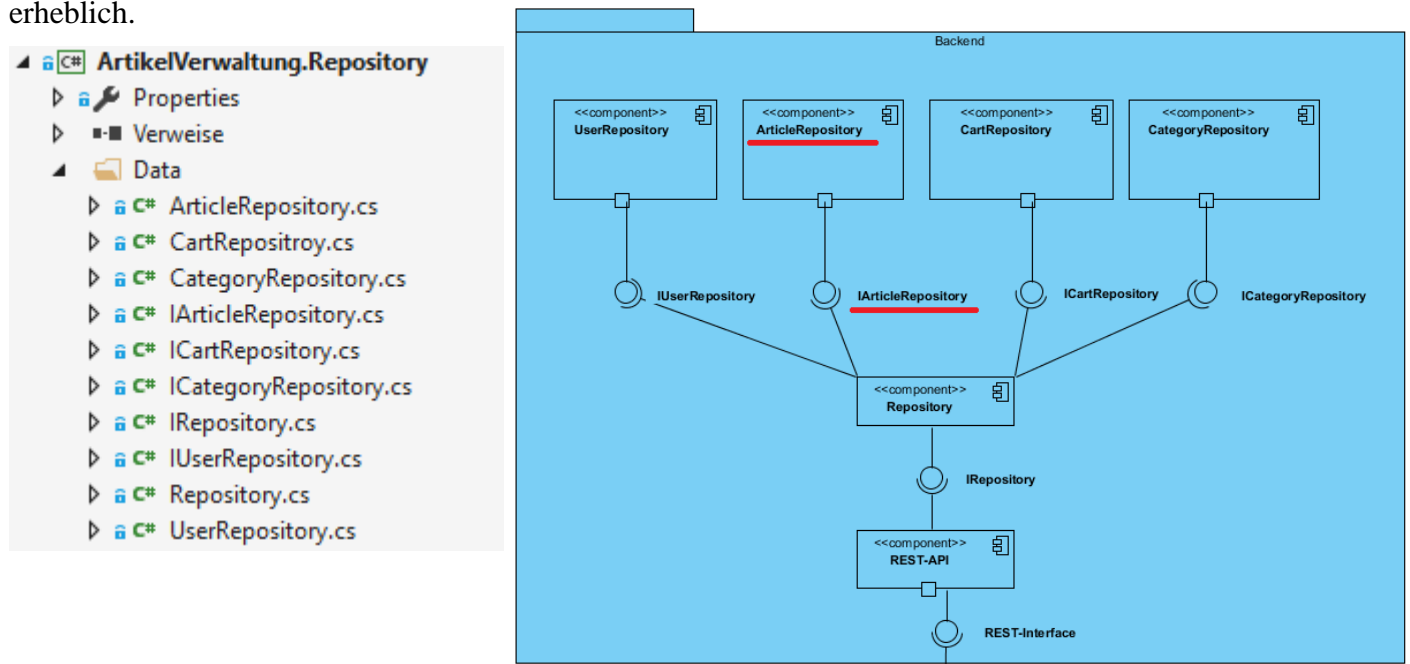 erheblich.
ArtikelVerwaltung.Repository
Properties
Verweise
Data
C# ArticleRepository.cs
C# CartRepositroy.cs
C# CategoryRepository.cs
C# IArticleRepository.cs
C# ICartRepository.cs
C# ICategoryRepository.cs
C# IRepository.cs
C# IUserRepository.cs
C# Repository.cs
C# UserRepository.cs
Backend
<<component>>
UserRepository
<<component>>
ArticleRepository
<<component>>
CartRepository
<<component>>
CategoryRepository
IUserRepository
IArticleRepository
ICartRepository
ICategoryRepository
<<component>>
Repository
IRepository
<<component>>
REST-API
REST-Interface